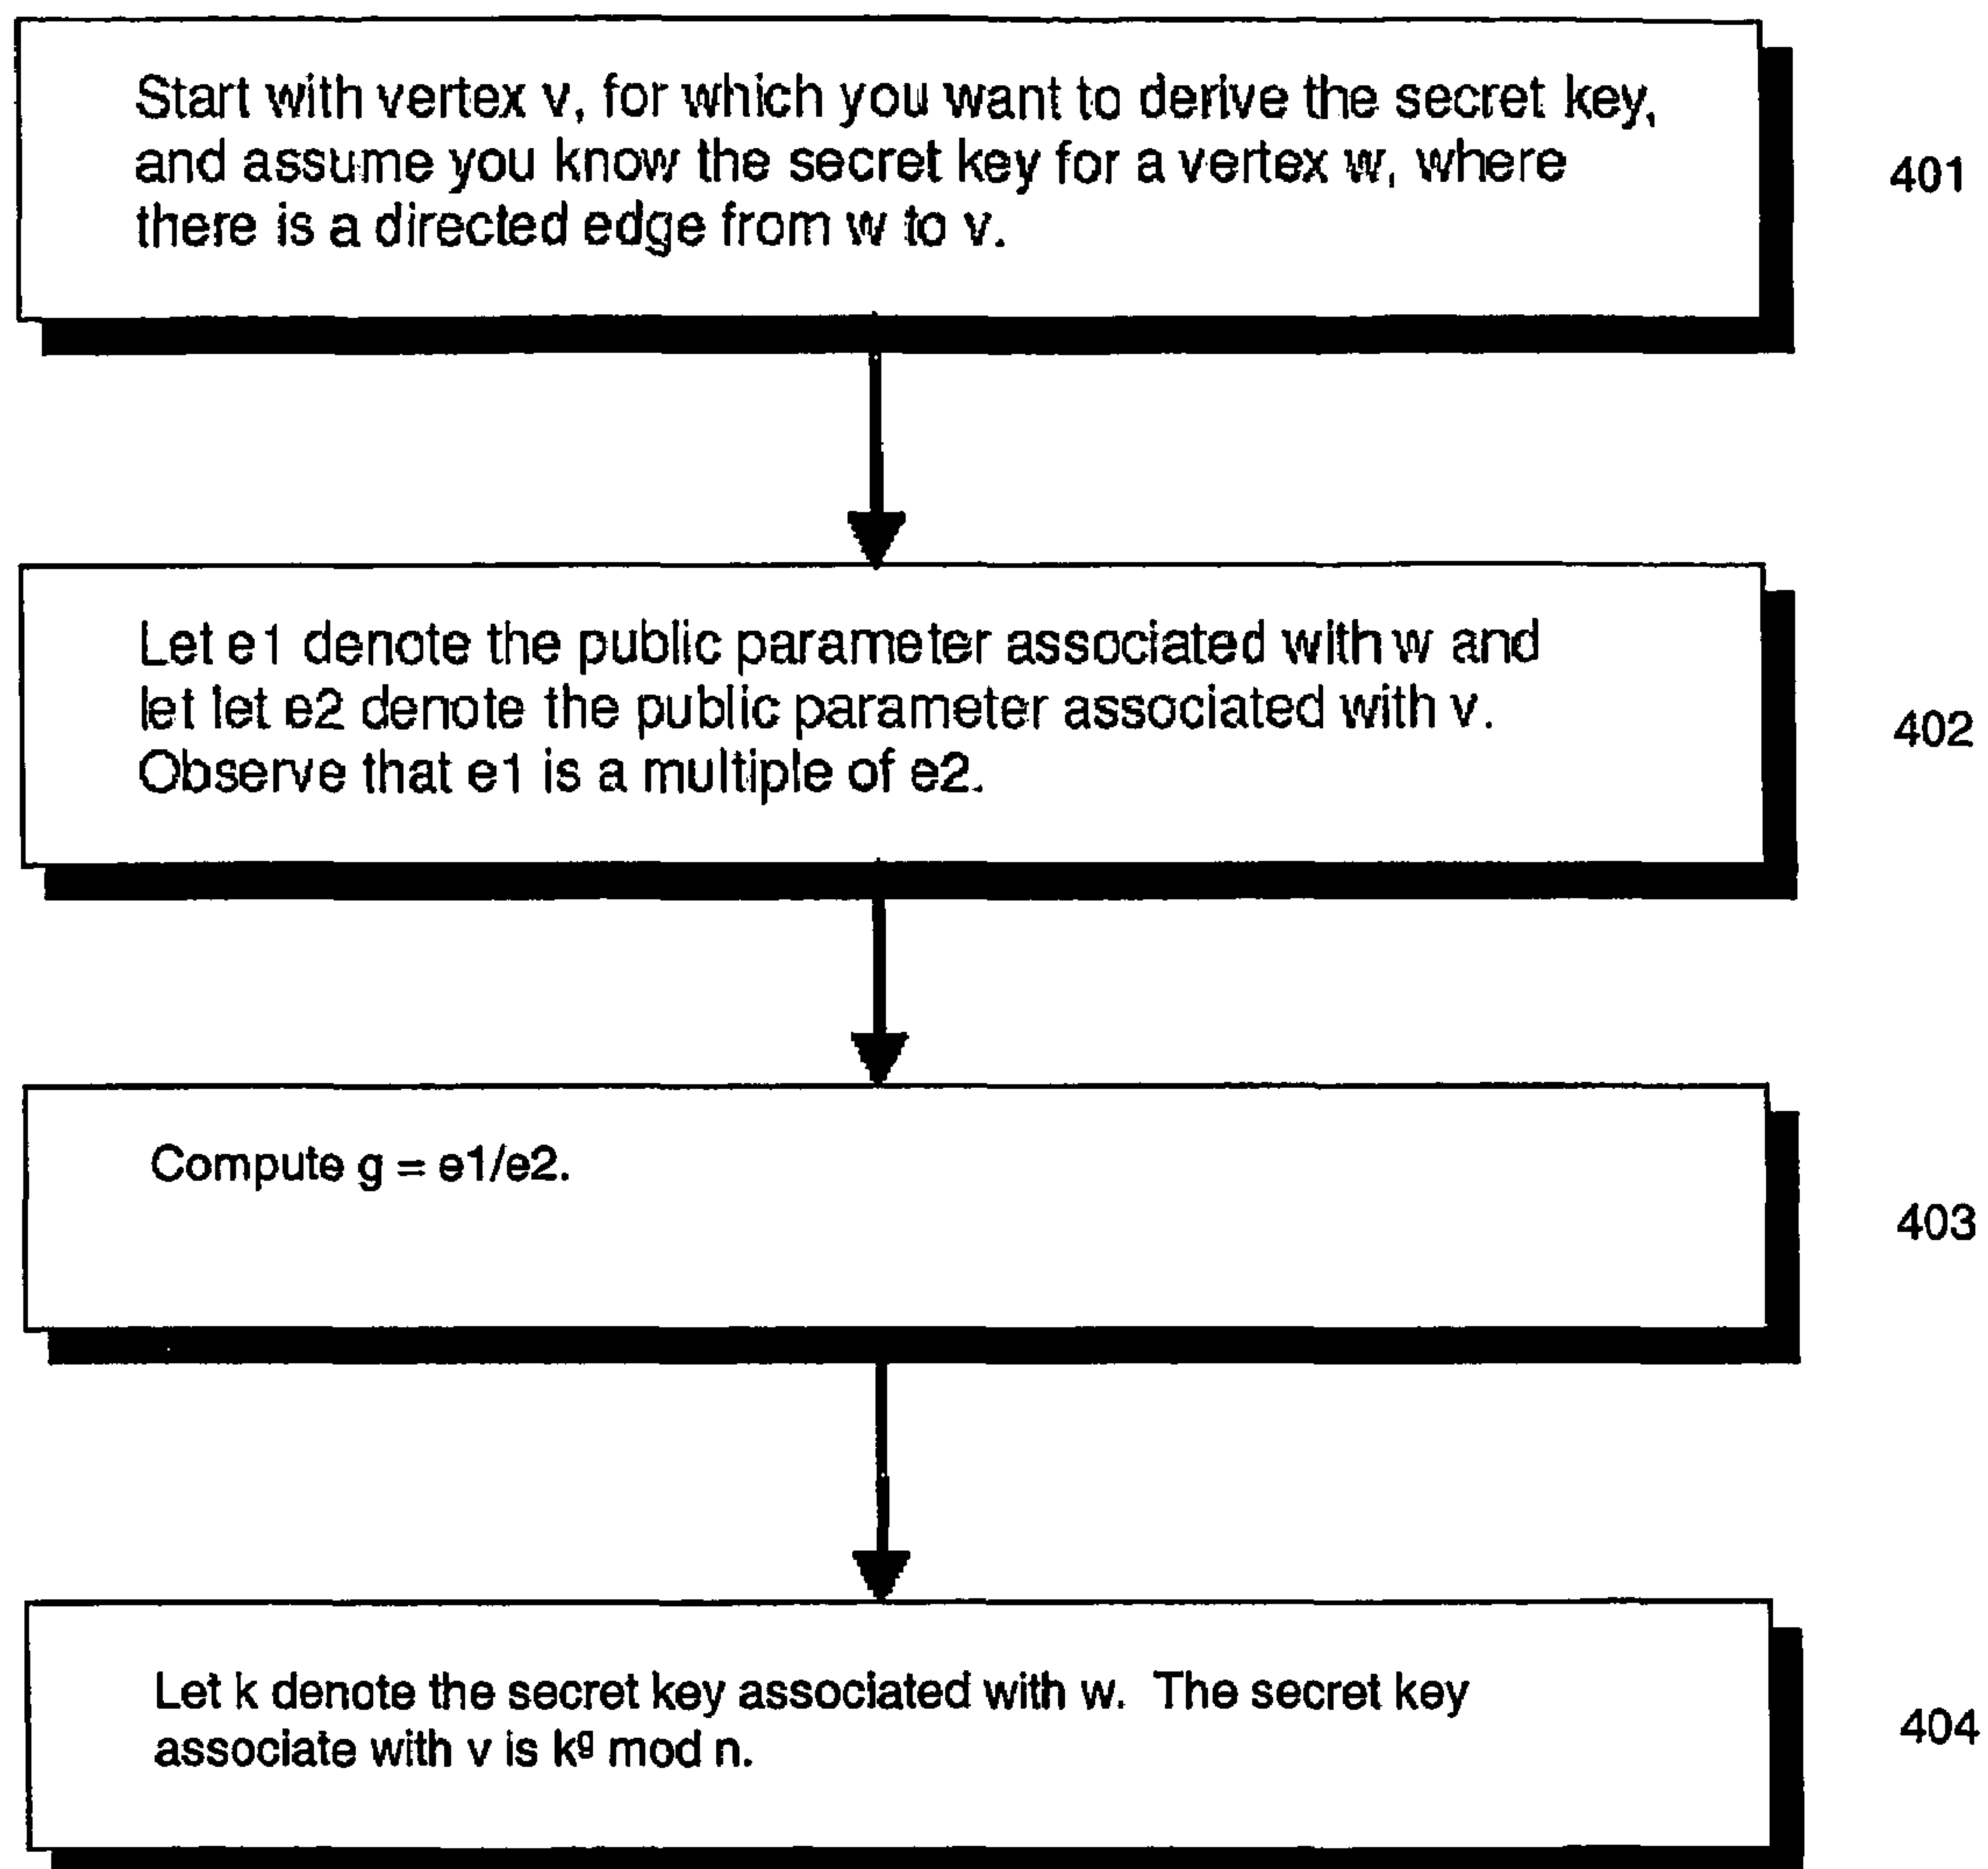 Start with vertex v, for which you want to derive the secret key,
and assume you know the secret key for a vertex w, where
there is a directed edge from w to v.
401
Let e1 denote the public parameter associated with w and
let let e2 denote the public parameter associated with v.
Observe that e1 is a multiple of e2.
402
Compute g = e1/e2.
403
Let k denote the secret key associated with w.  The secret key
associate with v is kᵍ mod n.
404